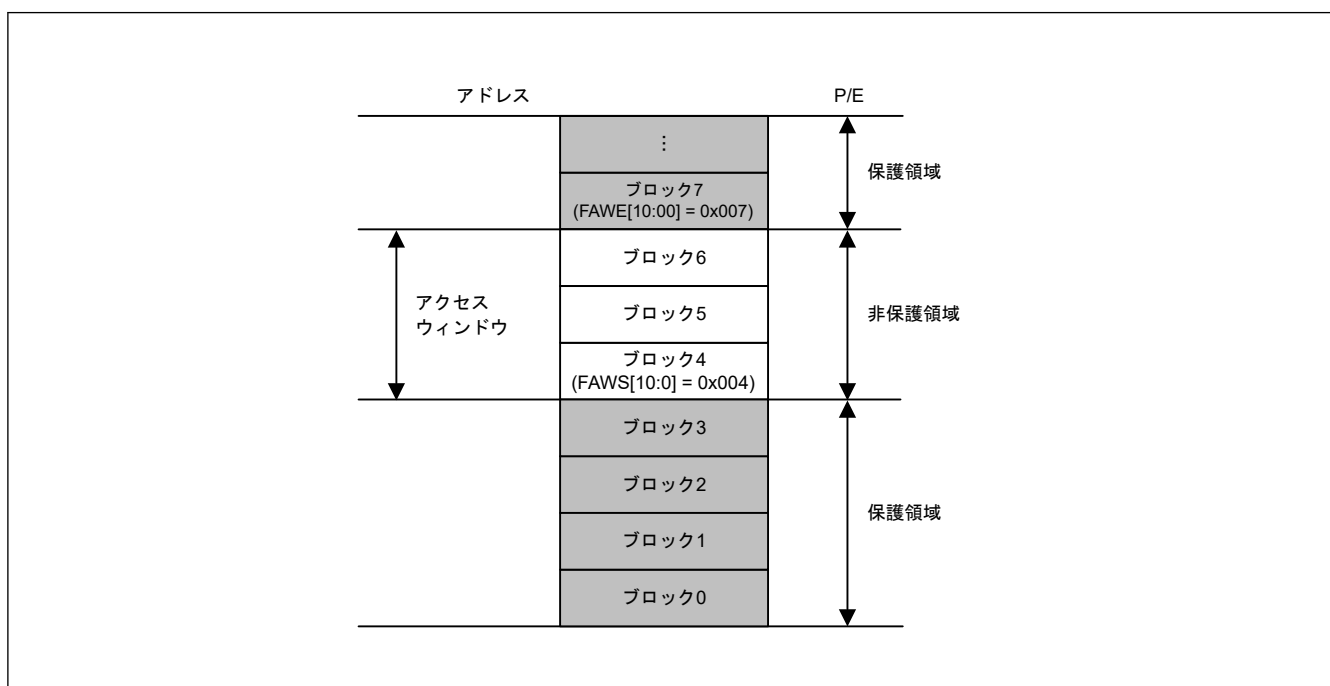 アドレス
P/E
⋮
ブロック7
(FAWE[10:00] = 0x007)
保護領域
ブロック6
アクセス
ウィンドウ
ブロック5
非保護領域
ブロック4
(FAWS[10:0] = 0x004)
ブロック3
ブロック2
保護領域
ブロック1
ブロック0